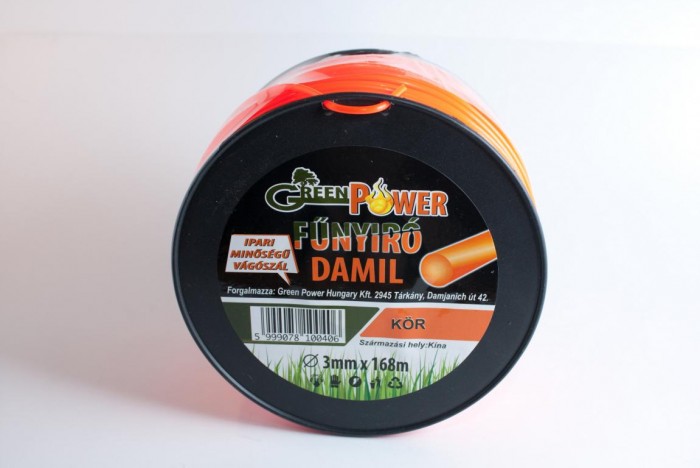 GREEN POWER
FŰNYÍRÓ
DAMIL
IPARI
MINŐSÉGŰ
VÁGÓSZÁL
Forgalmazza: Green Power Hungary Kft. 2945 Tárkány, Damjanich út 42.
5 999078 100406
KÖR
Származási hely:Kína
Ø 3mm x 168m